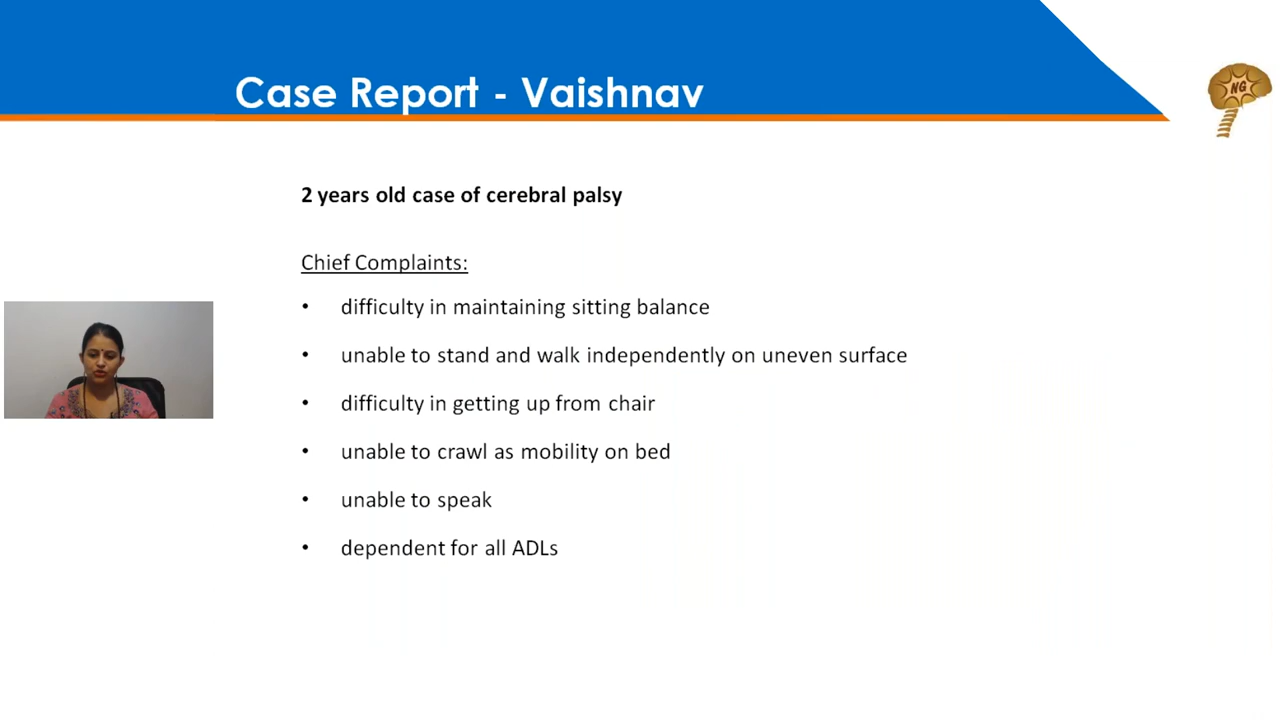 Case Report - Vaishnav
NG
2 years old case of cerebral palsy
Chief Complaints:
• difficulty in maintaining sitting balance
• unable to stand and walk independently on uneven surface
• difficulty in getting up from chair
• unable to crawl as mobility on bed
• unable to speak
• dependent for all ADLs